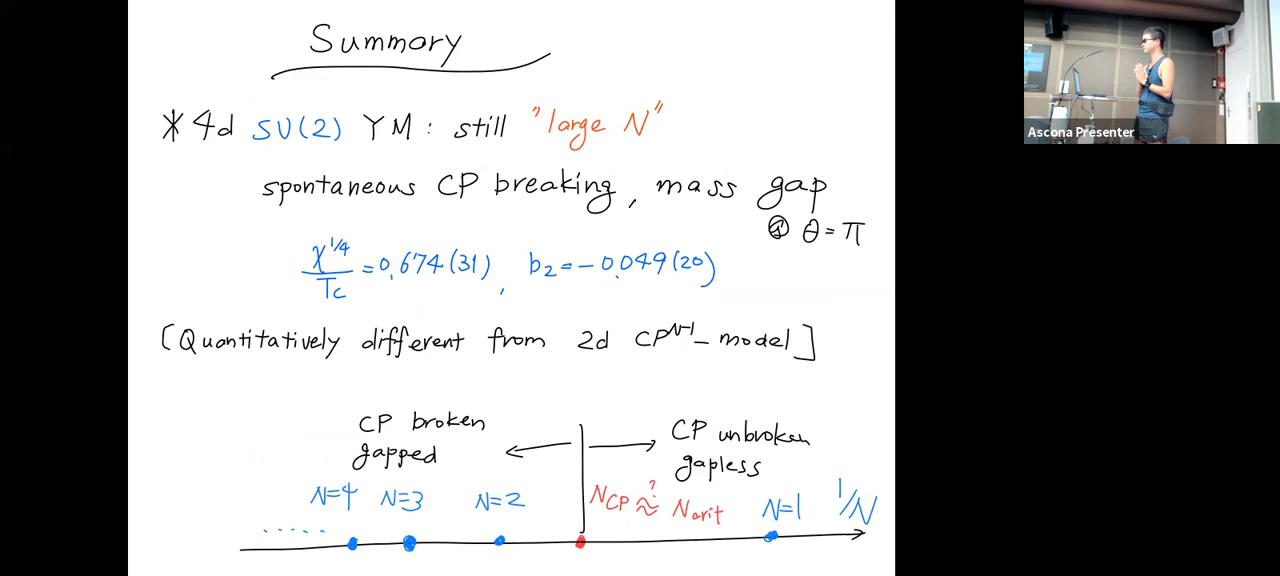 Summary
* 4d SU(2) YM : still "large N"
spontaneous CP breaking, mass gap
@ θ = π
χ^{1/4}/Tc = 0.674(31), b₂ = -0.049(20)
[Quantitatively different from 2d CP^{N-1}-model]
CP broken gapped ← | → CP unbroken gapless
N=4 N=3 N=2 N_CP ≈? N_crit N=1 1/N
.....
Ascona Presenter